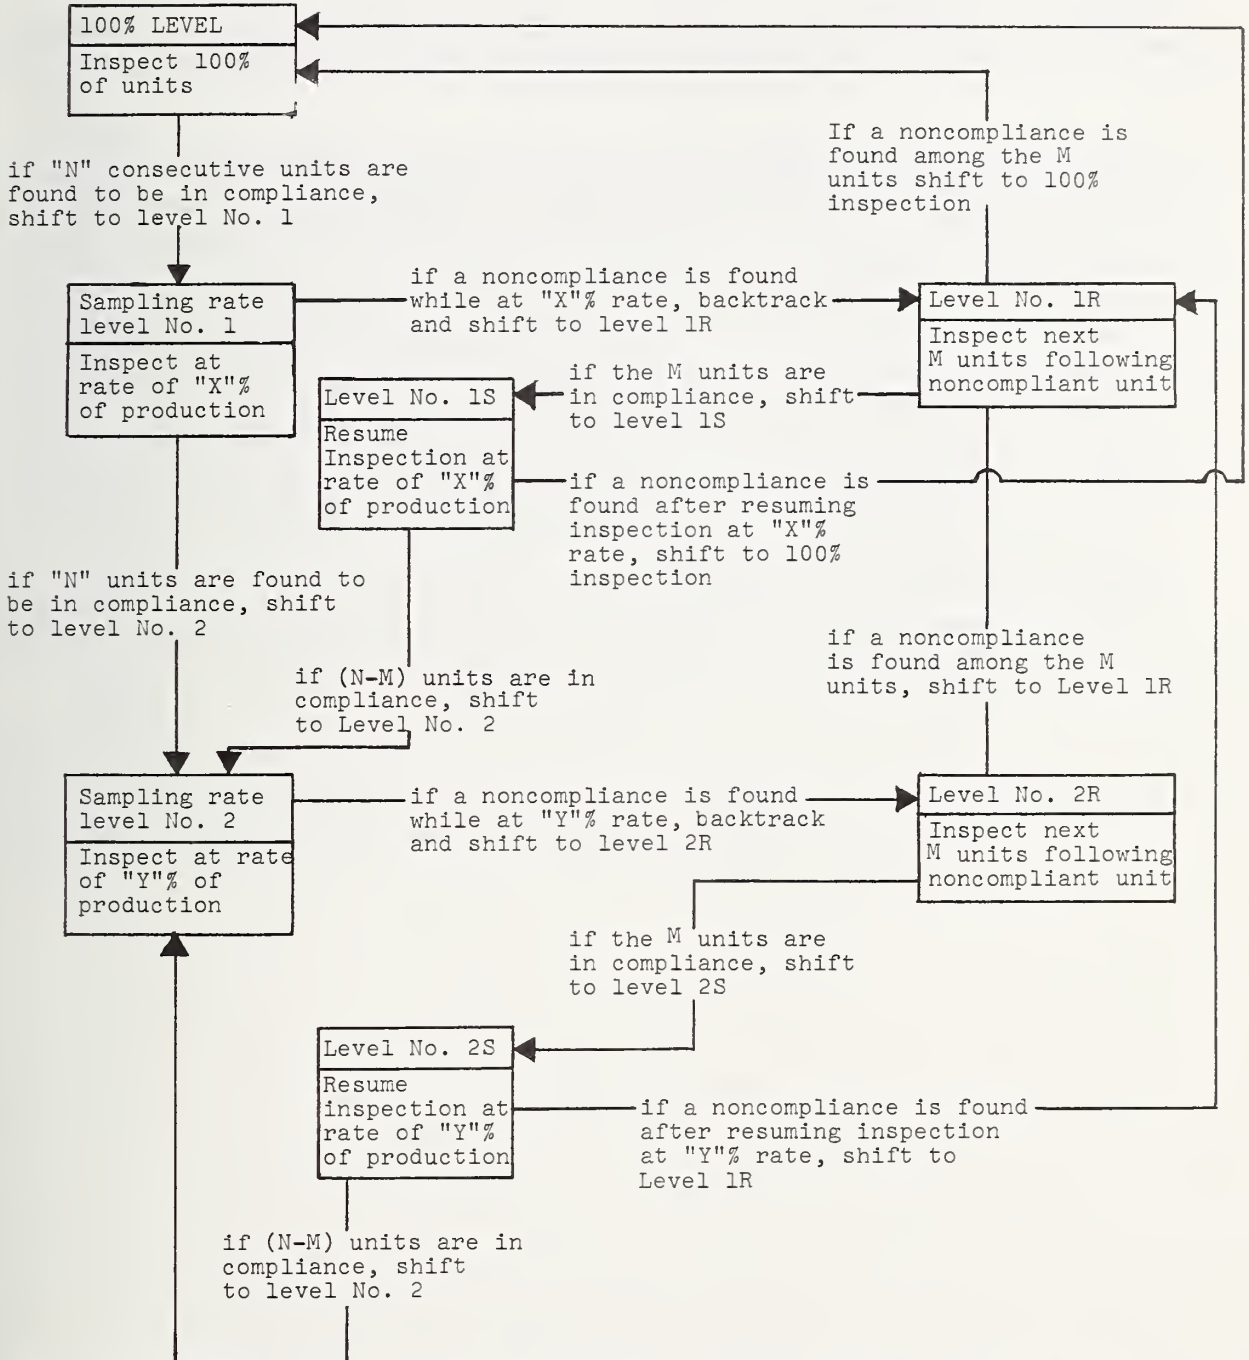 100% LEVEL
Inspect 100%
of units
if "N" consecutive units are
found to be in compliance,
shift to level No. 1
If a noncompliance is
found among the M
units shift to 100%
inspection
Sampling rate
level No. 1
Inspect at
rate of "X"%
of production
if a noncompliance is found
while at "X"% rate, backtrack
and shift to level 1R
Level No. 1R
Inspect next
M units following
noncompliant unit
if the M units are
in compliance, shift
to level 1S
Level No. 1S
Resume
Inspection at
rate of "X"%
of production
if a noncompliance is
found after resuming
inspection at "X"%
rate, shift to 100%
inspection
if "N" units are found to
be in compliance, shift
to level No. 2
if (N-M) units are in
compliance, shift
to Level No. 2
if a noncompliance
is found among the M
units, shift to Level 1R
Sampling rate
level No. 2
Inspect at rate
of "Y"% of
production
if a noncompliance is found
while at "Y"% rate, backtrack
and shift to level 2R
Level No. 2R
Inspect next
M units following
noncompliant unit
if the M units are
in compliance, shift
to level 2S
Level No. 2S
Resume
inspection at
rate of "Y"%
of production
if a noncompliance is found
after resuming inspection
at "Y"% rate, shift to
Level 1R
if (N-M) units are in
compliance, shift
to level No. 2